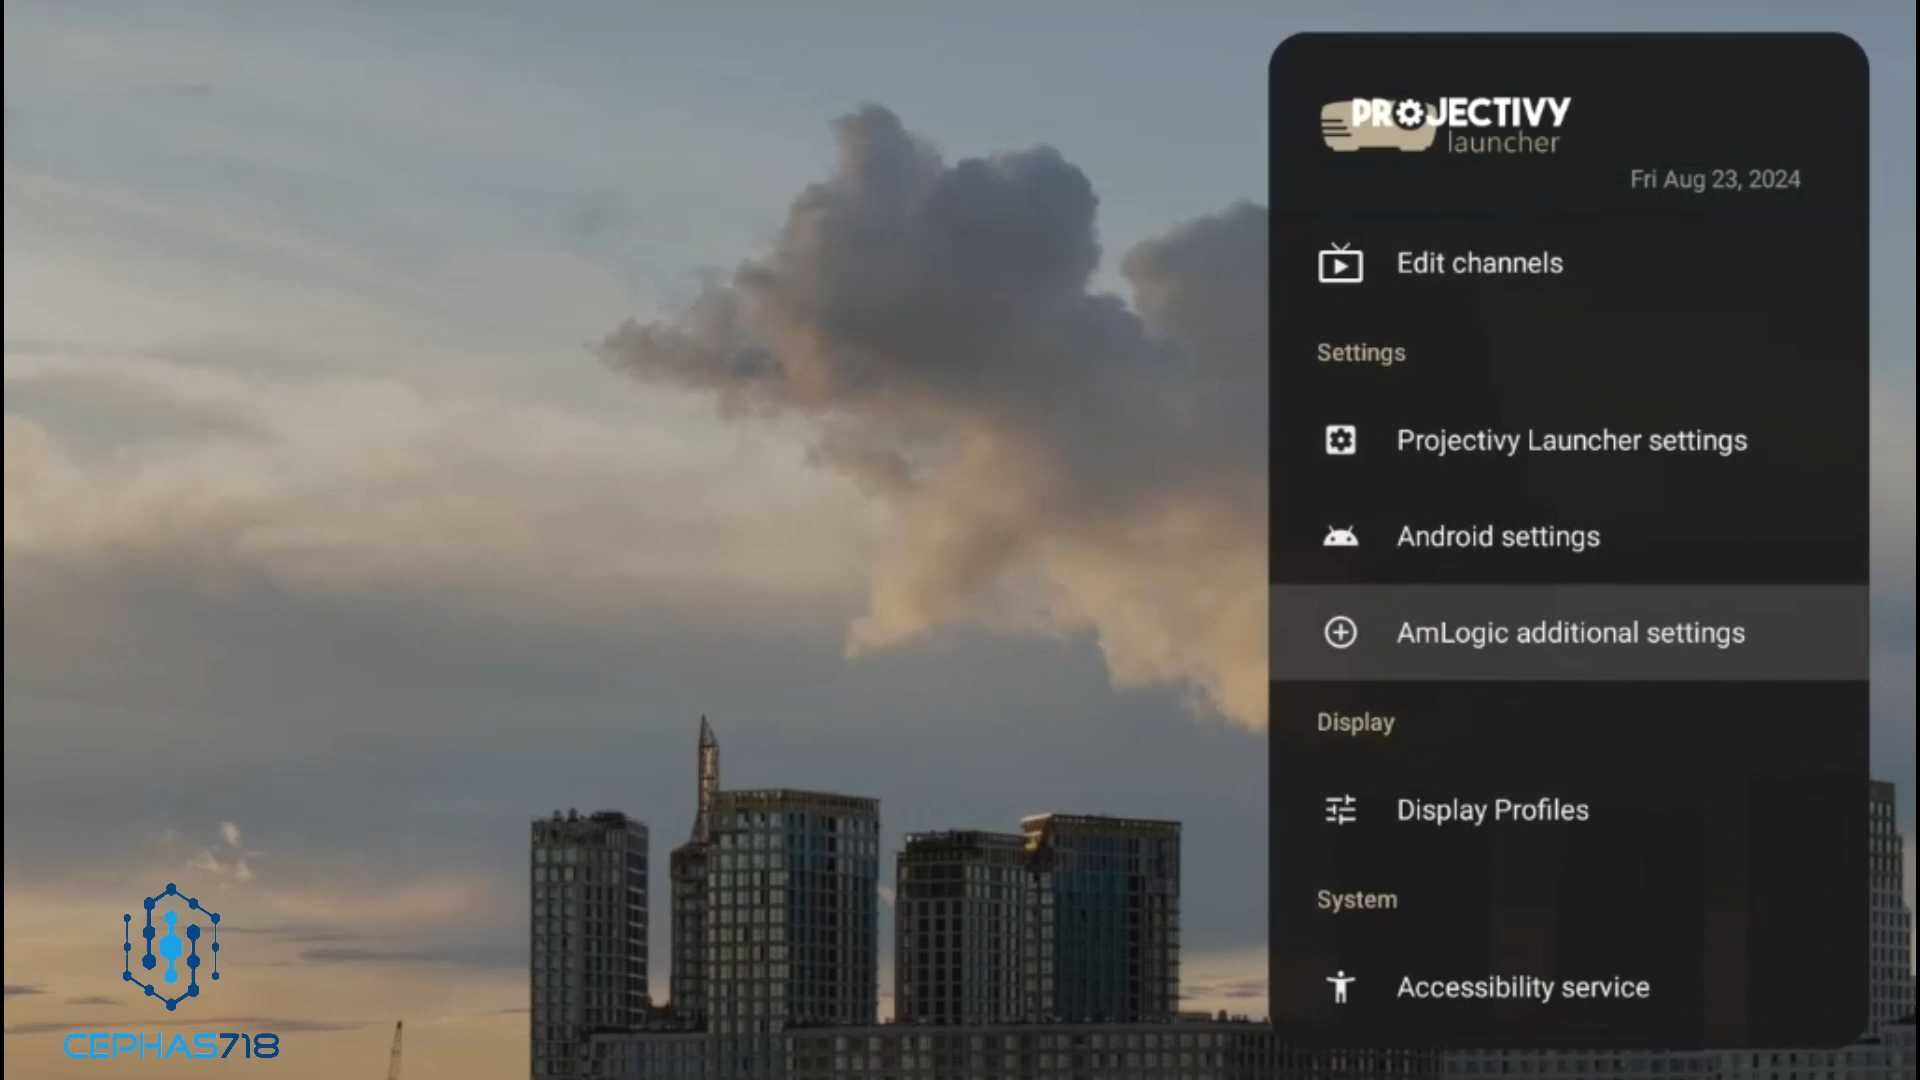 PROJECTIVY
launcher
Fri Aug 23, 2024
Edit channels
Settings
Projectivy Launcher settings
Android settings
AmLogic additional settings
Display
Display Profiles
System
Accessibility service
CEPHAS718